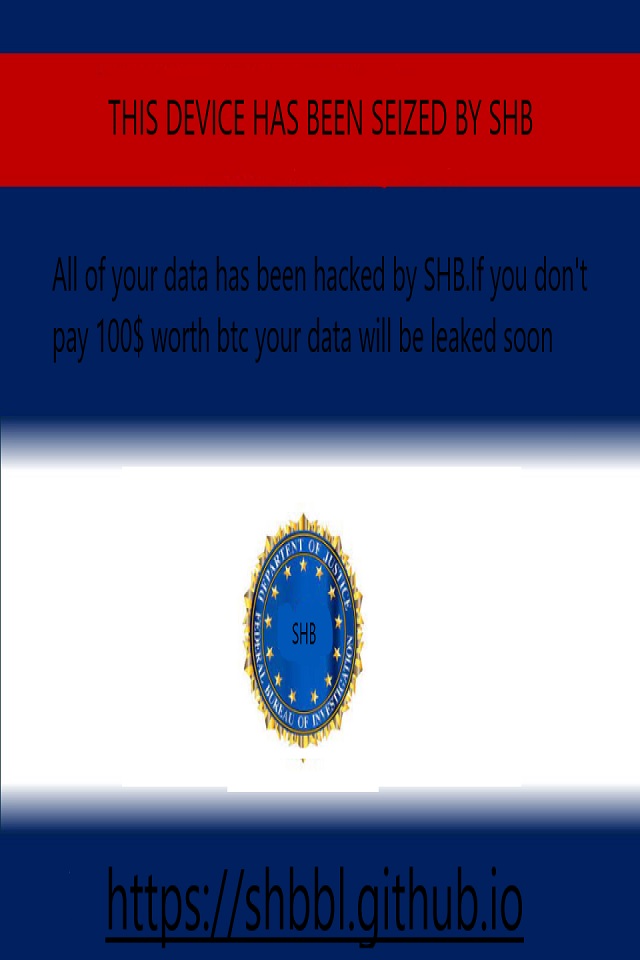 THIS DEVICE HAS BEEN SEIZED BY SHB
All of your data has been hacked by SHB.If you don't
pay 100$ worth btc your data will be leaked soon
DEPARTENT OF JUSTICE
SHB
FEDERAL BUREAU OF INVESTIGATION
https://shbbl.github.io